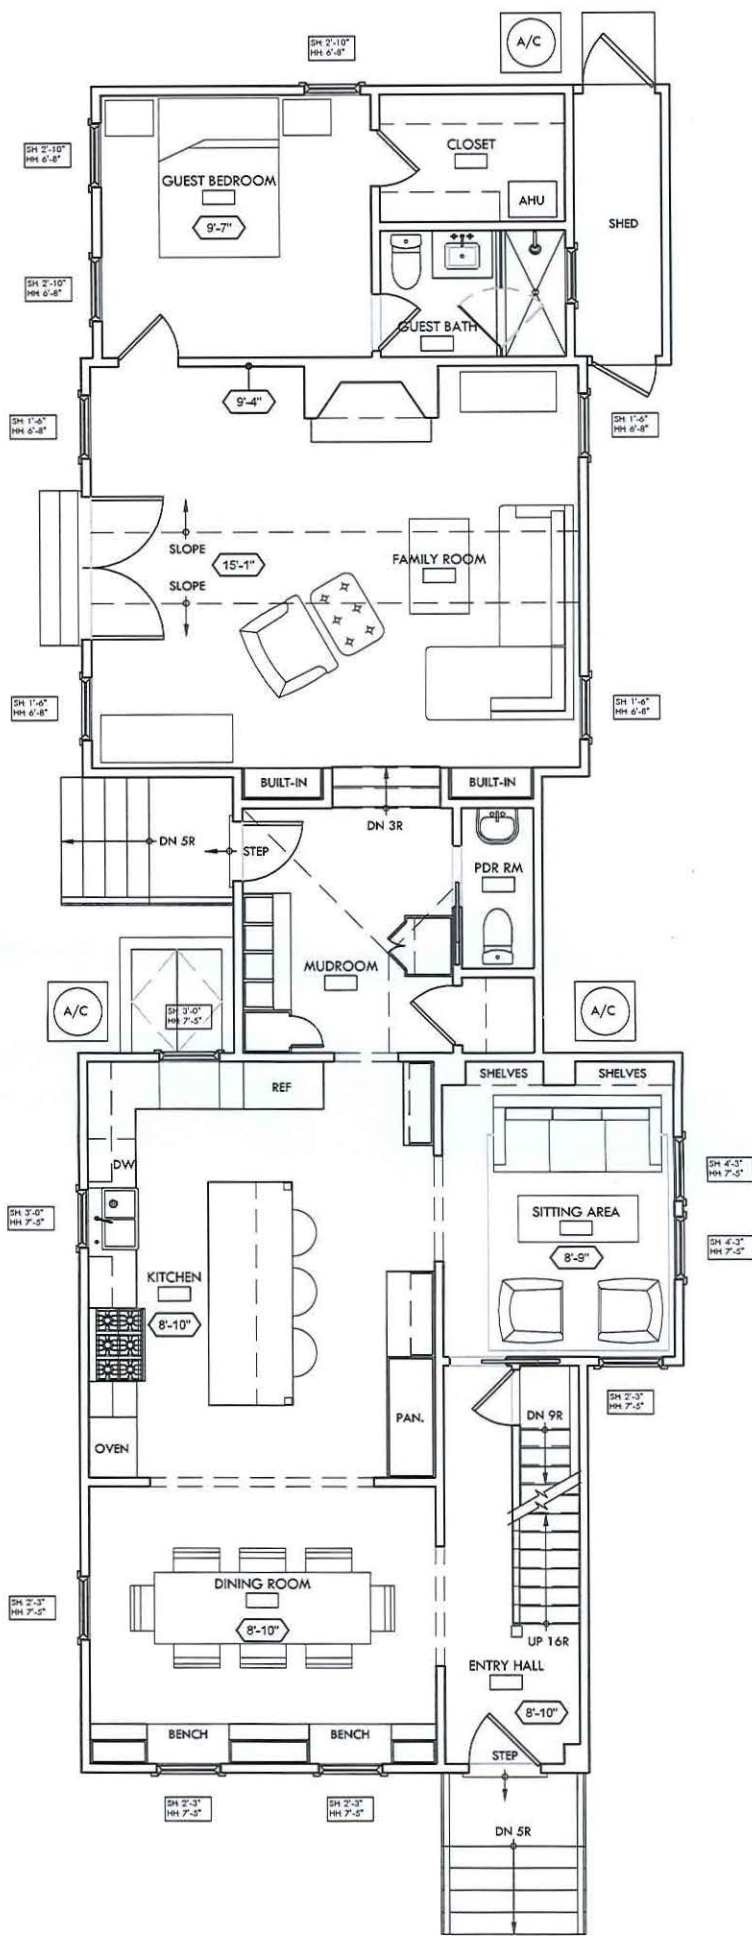 SH: 2'-10"
HH: 6'-8"
A/C
SH: 2'-10"
HH: 6'-8"
CLOSET
GUEST BEDROOM
AHU
9'-7"
SHED
SH: 2'-10"
HH: 6'-8"
GUEST BATH
9'-4"
SH: 1'-6"
HH: 6'-8"
SH: 1'-6"
HH: 6'-8"
SLOPE
15'-1"
FAMILY ROOM
SLOPE
SH: 1'-6"
HH: 6'-8"
SH: 1'-6"
HH: 6'-8"
BUILT-IN
BUILT-IN
DN 3R
DN 5R
STEP
PDR RM
MUDROOM
A/C
SH: 3'-0"
HH: 7'-5"
A/C
REF
SHELVES
SHELVES
DW
SH: 4'-3"
HH: 7'-5"
SH: 3'-0"
HH: 7'-5"
SITTING AREA
SH: 4'-3"
HH: 7'-5"
8'-9"
KITCHEN
8'-10"
SH: 2'-3"
HH: 7'-5"
PAN.
DN 9R
OVEN
DINING ROOM
SH: 2'-3"
HH: 7'-5"
8'-10"
UP 16R
ENTRY HALL
8'-10"
BENCH
BENCH
STEP
SH: 2'-3"
HH: 7'-5"
SH: 2'-3"
HH: 7'-5"
DN 5R